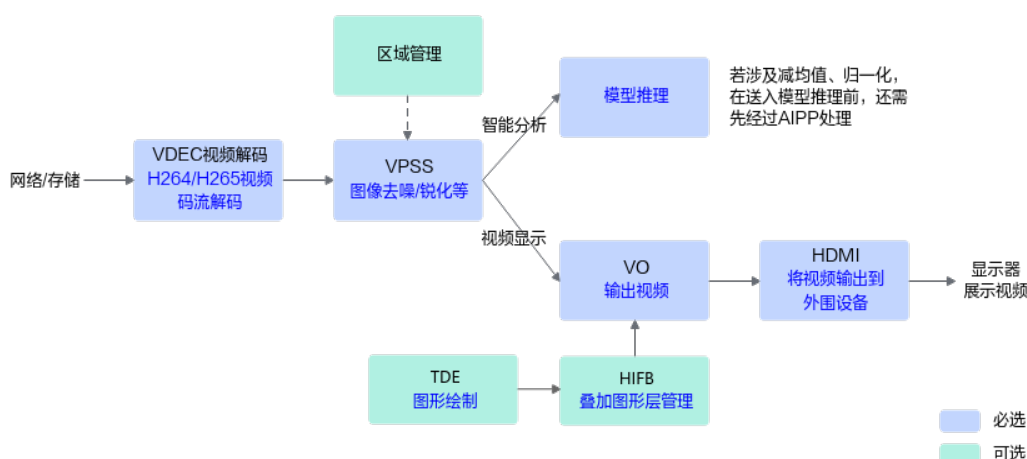 区域管理
模型推理
若涉及减均值、归一化，
在送入模型推理前，还需
先经过AIPP处理
智能分析
网络/存储
VDEC视频解码
H264/H265视频
码流解码
VPSS
图像去噪/锐化等
视频显示
VO
输出视频
HDMI
将视频输出到
外围设备
显示器
展示视频
TDE
图形绘制
HIFB
叠加图形层管理
必选
可选